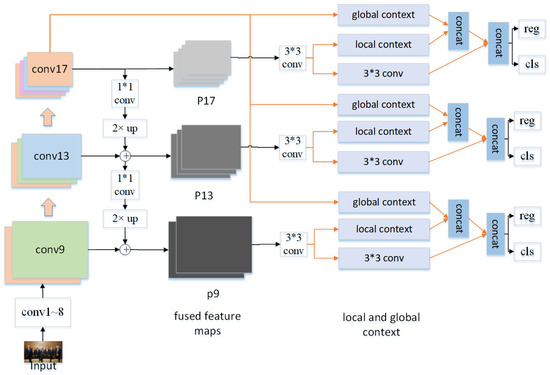 conv17
1*1
conv
2× up
conv13
1*1
conv
2× up
conv9
conv1~8
Input
P17
P13
p9
fused feature
maps
3*3
conv
global context
local context
3*3 conv
concat
concat
reg
cls
3*3
conv
global context
local context
3*3 conv
concat
concat
reg
cls
3*3
conv
global context
local context
3*3 conv
concat
concat
reg
cls
local and global
context